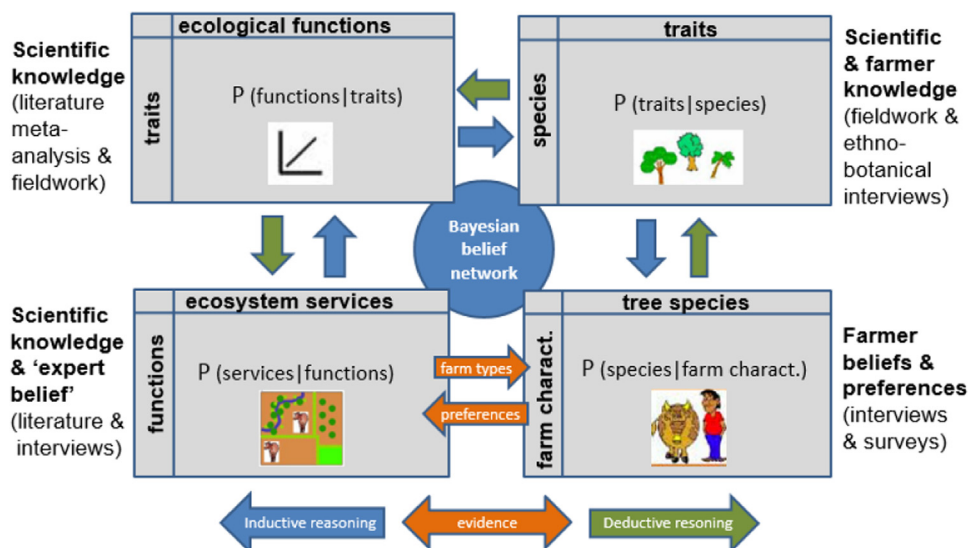 ecological functions
traits
Scientific
knowledge
(literature
meta-
analysis &
fieldwork)
traits
P (functions|traits)
species
P (traits|species)
Scientific
& farmer
knowledge
(fieldwork &
ethno-
botanical
interviews)
Bayesian
belief
network
ecosystem services
tree species
Scientific
knowledge
& ‘expert
belief’
(literature &
interviews)
functions
P (services|functions)
farm types
preferences
farm charact.
P (species|farm charact.)
Farmer
beliefs &
preferences
(interviews
& surveys)
Inductive reasoning
evidence
Deductive resoning